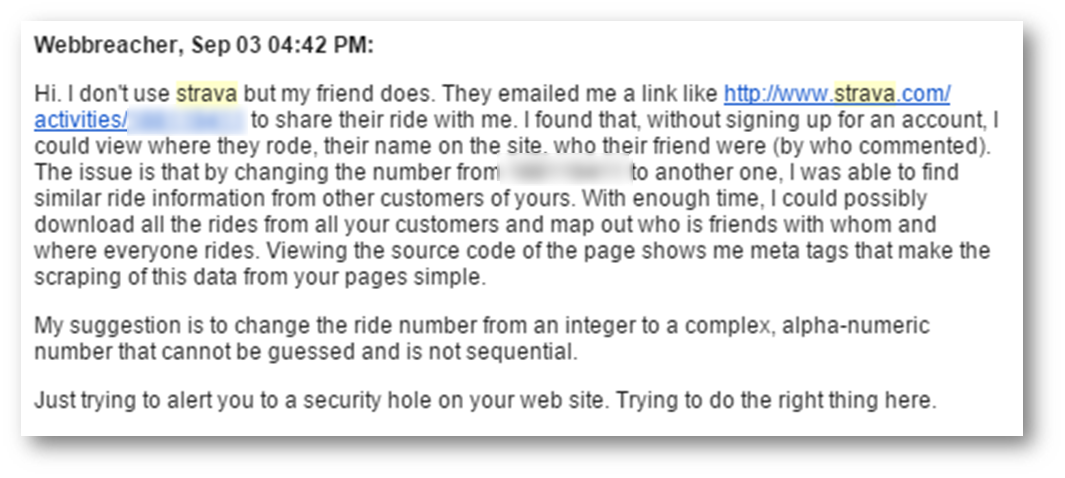 Webbreacher, Sep 03 04:42 PM:
Hi. I don't use strava but my friend does. They emailed me a link like http://www.strava.com/
activities/ to share their ride with me. I found that, without signing up for an account, I
could view where they rode, their name on the site, who their friend were (by who commented).
The issue is that by changing the number from to another one, I was able to find
similar ride information from other customers of yours. With enough time, I could possibly
download all the rides from all your customers and map out who is friends with whom and
where everyone rides. Viewing the source code of the page shows me meta tags that make the
scraping of this data from your pages simple.
My suggestion is to change the ride number from an integer to a complex, alpha-numeric
number that cannot be guessed and is not sequential.
Just trying to alert you to a security hole on your web site. Trying to do the right thing here.